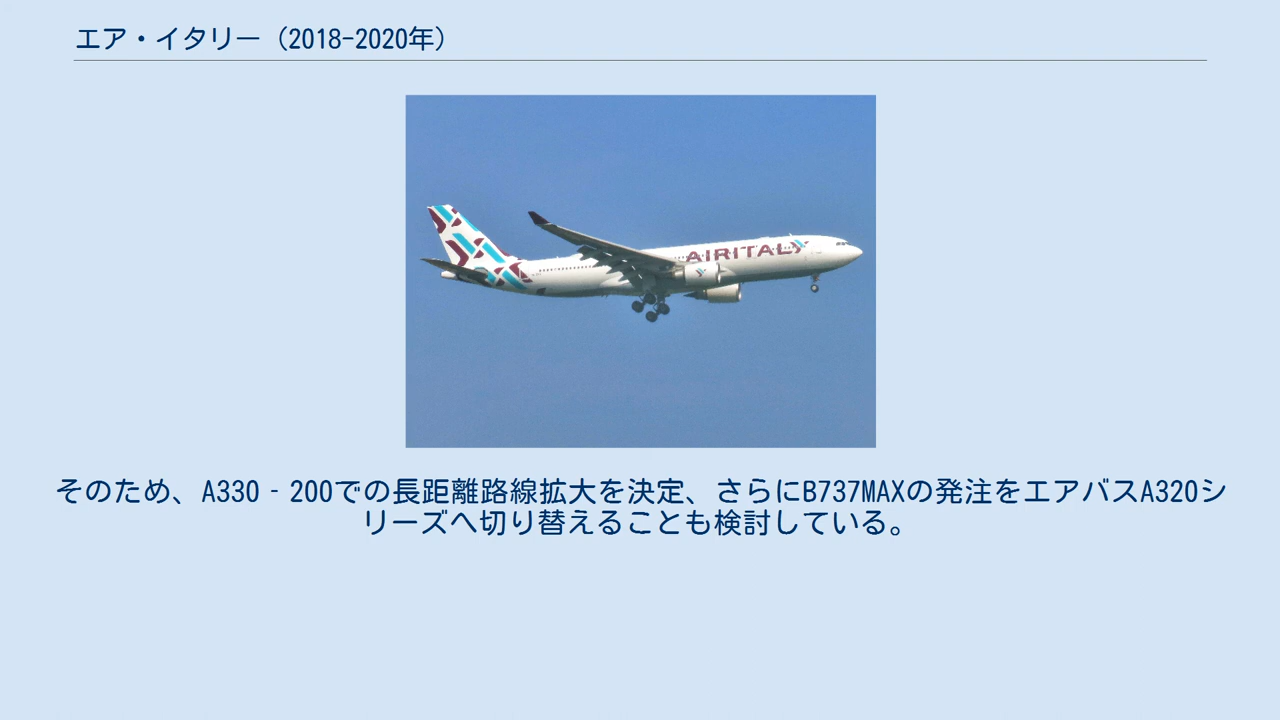 エア・イタリー（2018-2020年）
AIRITALY
そのため、A330‐200での長距離路線拡大を決定、さらにB737MAXの発注をエアバスA320シ
リーズへ切り替えることも検討している。